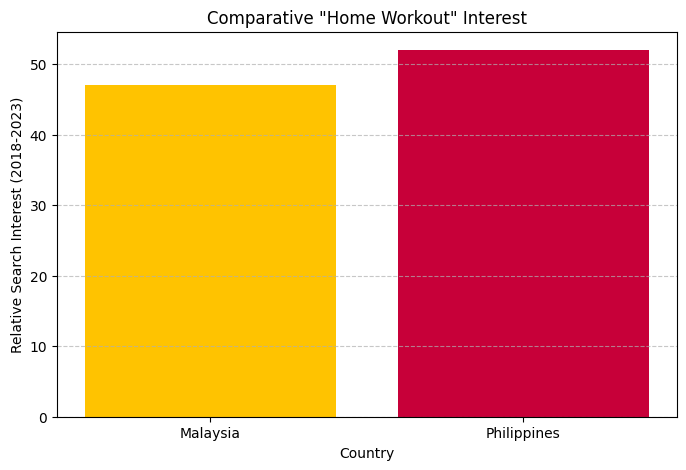 Comparative "Home Workout" Interest
Relative Search Interest (2018-2023)
50
40
30
20
10
0
Malaysia
Philippines
Country